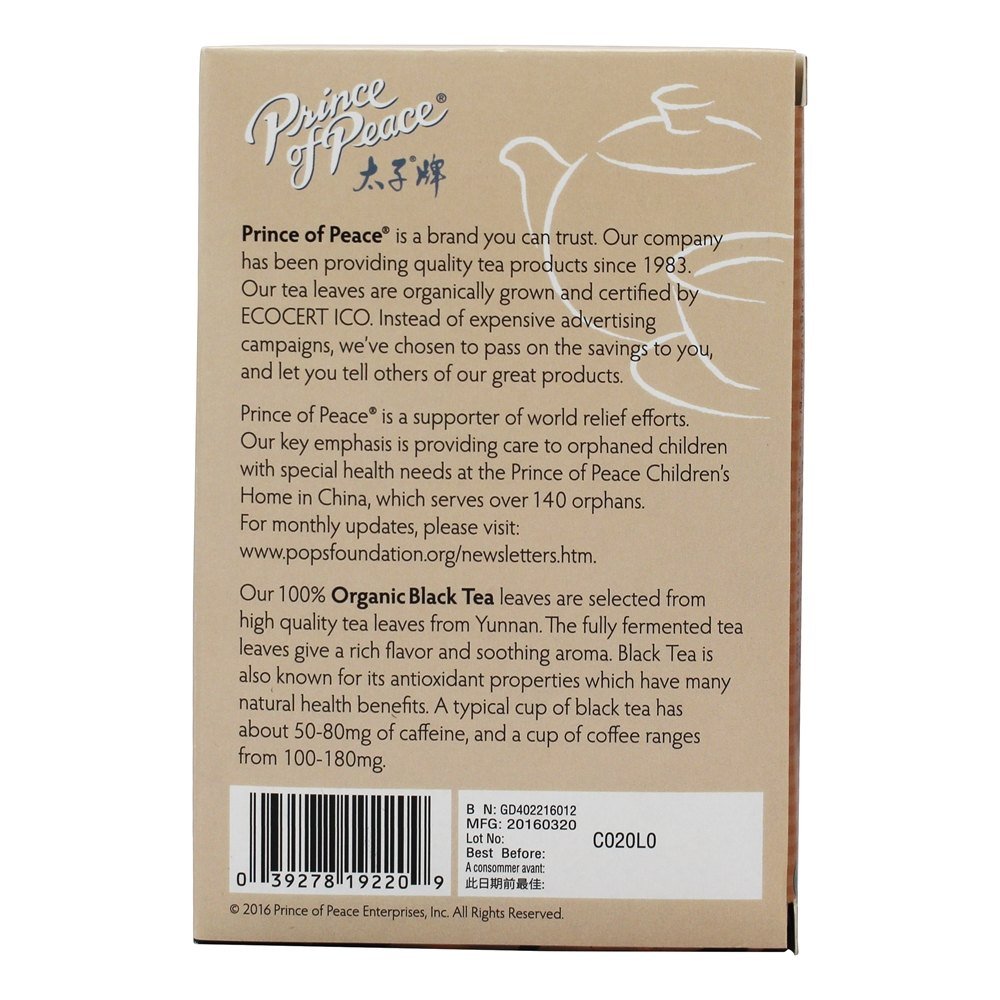 Prince
of Peace®
太子®牌
Prince of Peace® is a brand you can trust. Our company
has been providing quality tea products since 1983.
Our tea leaves are organically grown and certified by
ECOCERT ICO. Instead of expensive advertising
campaigns, we've chosen to pass on the savings to you,
and let you tell others of our great products.
Prince of Peace® is a supporter of world relief efforts.
Our key emphasis is providing care to orphaned children
with special health needs at the Prince of Peace Children's
Home in China, which serves over 140 orphans.
For monthly updates, please visit:
www.popsfoundation.org/newsletters.htm.
Our 100% Organic Black Tea leaves are selected from
high quality tea leaves from Yunnan. The fully fermented tea
leaves give a rich flavor and soothing aroma. Black Tea is
also known for its antioxidant properties which have many
natural health benefits. A typical cup of black tea has
about 50-80mg of caffeine, and a cup of coffee ranges
from 100-180mg.
0 39278 19220 9
B N: GD402216012
MFG: 20160320
Lot No:
C020L0
Best Before:
A consommer avant:
此日期前最佳:
© 2016 Prince of Peace Enterprises, Inc. All Rights Reserved.